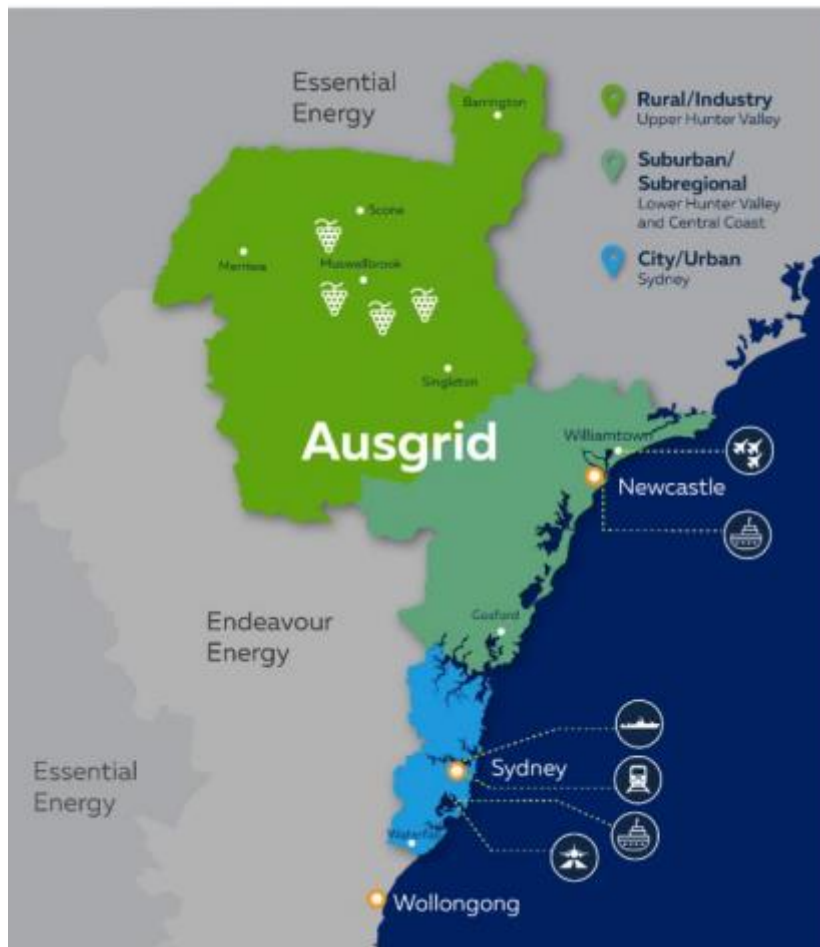 Essential
Energy
Barrington
Rural/Industry
Upper Hunter Valley
Suburban/
Subregional
Lower Hunter Valley
and Central Coast
City/Urban
Sydney
Scone
Merriwa
Muswellbrook
Singleton
Ausgrid
Williamtown
Newcastle
Endeavour
Energy
Gosford
Essential
Energy
Sydney
Waterfall
Wollongong